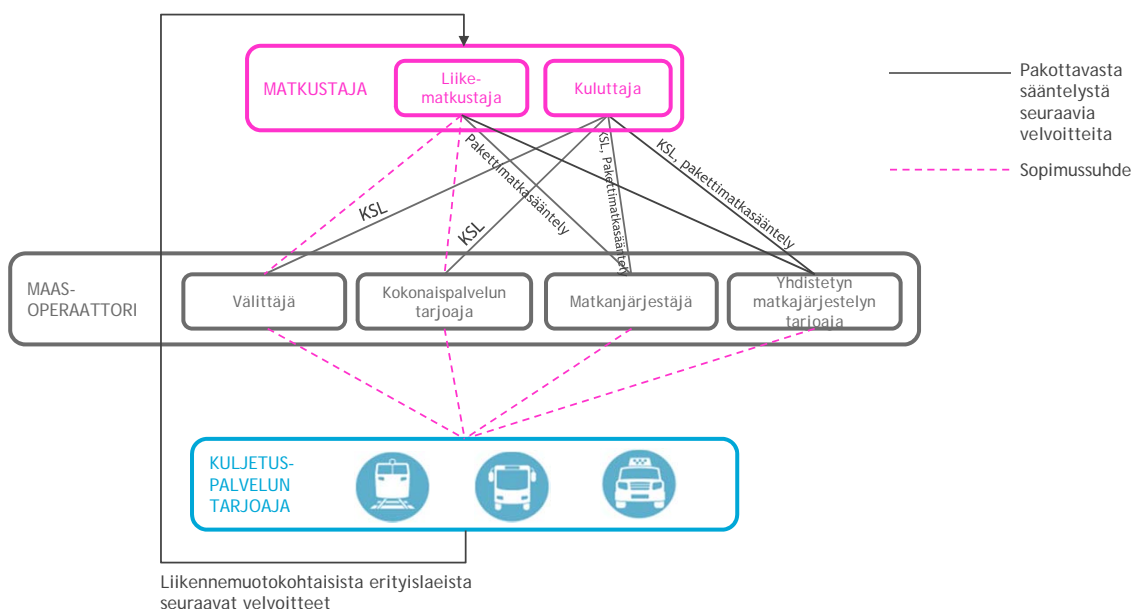 MATKUSTAJA
Liike-
matkustaja
Kuluttaja
Pakottavasta
sääntelystä
seuraavia
velvoitteita
Sopimussuhde
KSL
Pakettimatkasääntely
KSL
KSL, Pakettimatkasääntely
KSL, pakettimatkasääntely
MAAS-
OPERAATTORI
Välittäjä
Kokonaispalvelun
tarjoaja
Matkanjärjestäjä
Yhdistetyn
matkajärjestelyn
tarjoaja
KULJETUS-
PALVELUN
TARJOAJA
Liikennemuotokohtaisista erityislaeista
seuraavat velvoitteet